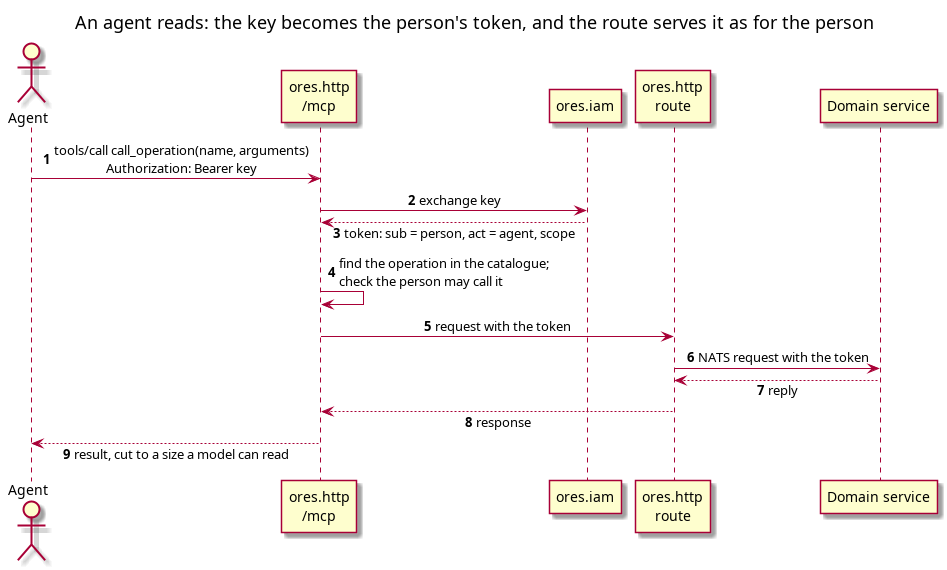 An agent reads: the key becomes the person's token, and the route serves it as for the person
Agent
ores.http
/mcp
ores.iam
ores.http
route
Domain service
1 tools/call call_operation(name, arguments)
Authorization: Bearer key
2 exchange key
3 token: sub = person, act = agent, scope
4 find the operation in the catalogue;
check the person may call it
5 request with the token
6 NATS request with the token
7 reply
8 response
9 result, cut to a size a model can read
Agent
ores.http
/mcp
ores.iam
ores.http
route
Domain service